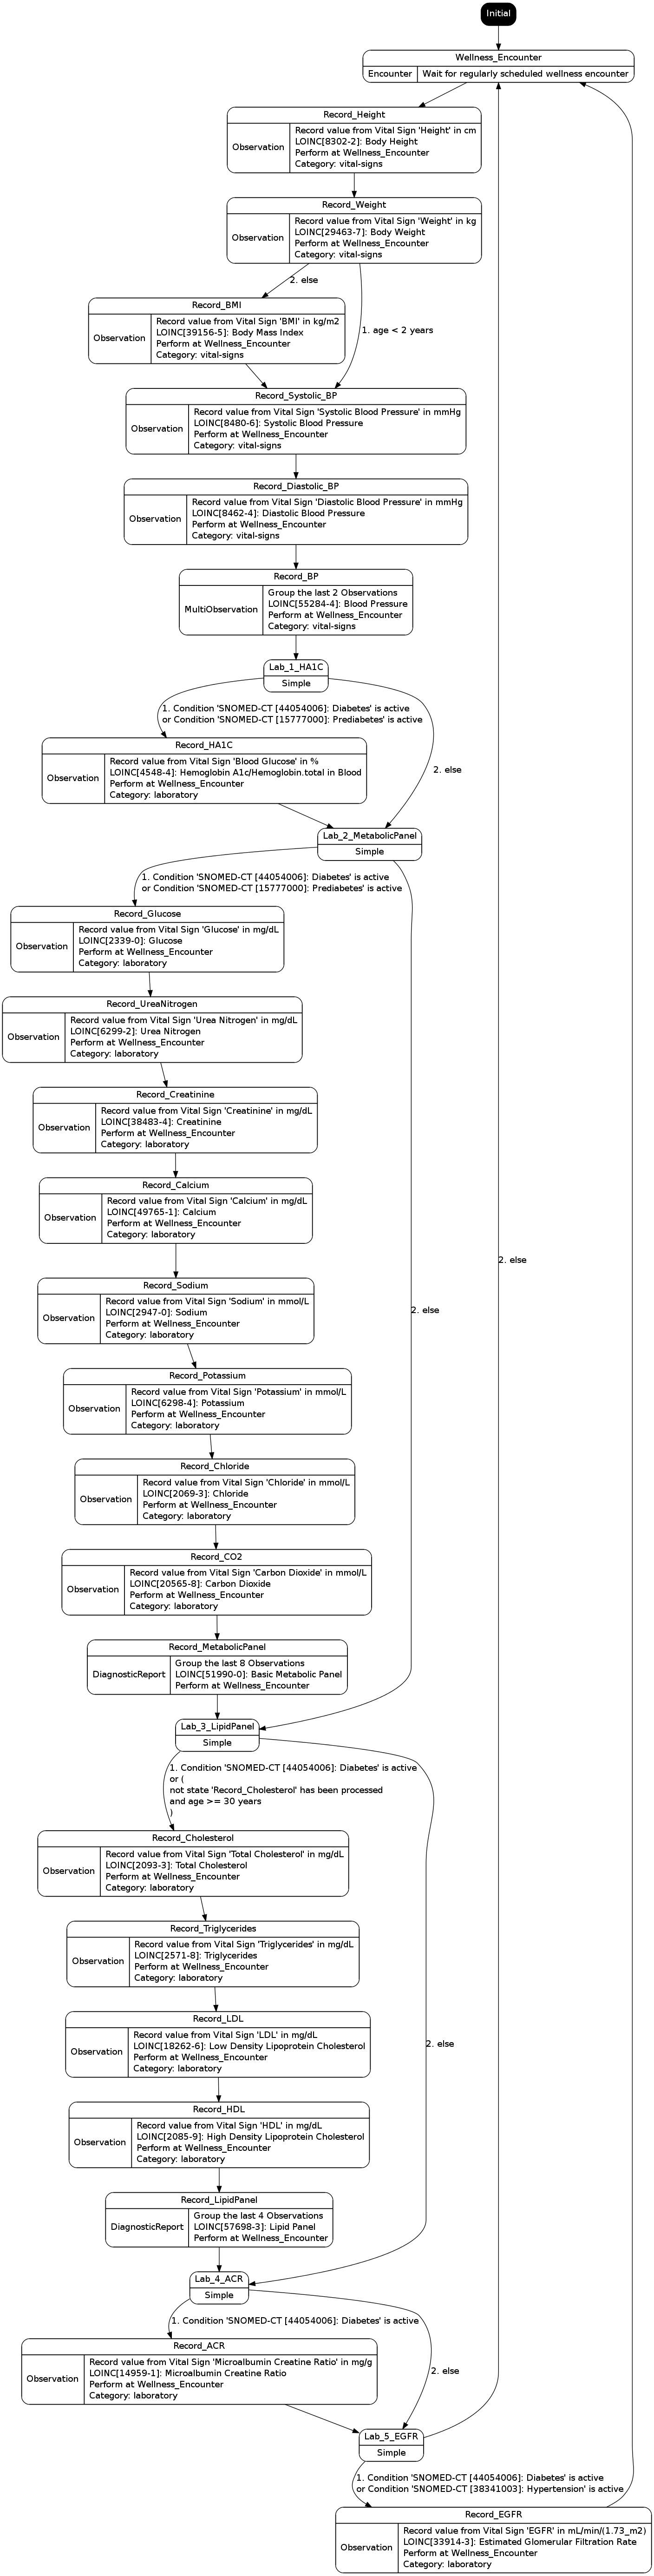 Initial
Wellness_Encounter
Encounter
Wait for regularly scheduled wellness encounter
Record_Height
Observation
Record value from Vital Sign 'Height' in cm
LOINC[8302-2]: Body Height
Perform at Wellness_Encounter
Category: vital-signs
Record_Weight
Observation
Record value from Vital Sign 'Weight' in kg
LOINC[29463-7]: Body Weight
Perform at Wellness_Encounter
Category: vital-signs
2. else
1. age < 2 years
Record_BMI
Observation
Record value from Vital Sign 'BMI' in kg/m2
LOINC[39156-5]: Body Mass Index
Perform at Wellness_Encounter
Category: vital-signs
Record_Systolic_BP
Observation
Record value from Vital Sign 'Systolic Blood Pressure' in mmHg
LOINC[8480-6]: Systolic Blood Pressure
Perform at Wellness_Encounter
Category: vital-signs
Record_Diastolic_BP
Observation
Record value from Vital Sign 'Diastolic Blood Pressure' in mmHg
LOINC[8462-4]: Diastolic Blood Pressure
Perform at Wellness_Encounter
Category: vital-signs
Record_BP
MultiObservation
Group the last 2 Observations
LOINC[55284-4]: Blood Pressure
Perform at Wellness_Encounter
Category: vital-signs
Lab_1_HA1C
Simple
1. Condition 'SNOMED-CT [44054006]: Diabetes' is active
or Condition 'SNOMED-CT [15777000]: Prediabetes' is active
2. else
Record_HA1C
Observation
Record value from Vital Sign 'Blood Glucose' in %
LOINC[4548-4]: Hemoglobin A1c/Hemoglobin.total in Blood
Perform at Wellness_Encounter
Category: laboratory
Lab_2_MetabolicPanel
Simple
1. Condition 'SNOMED-CT [44054006]: Diabetes' is active
or Condition 'SNOMED-CT [15777000]: Prediabetes' is active
Record_Glucose
Observation
Record value from Vital Sign 'Glucose' in mg/dL
LOINC[2339-0]: Glucose
Perform at Wellness_Encounter
Category: laboratory
Record_UreaNitrogen
Observation
Record value from Vital Sign 'Urea Nitrogen' in mg/dL
LOINC[6299-2]: Urea Nitrogen
Perform at Wellness_Encounter
Category: laboratory
Record_Creatinine
Observation
Record value from Vital Sign 'Creatinine' in mg/dL
LOINC[38483-4]: Creatinine
Perform at Wellness_Encounter
Category: laboratory
Record_Calcium
Observation
Record value from Vital Sign 'Calcium' in mg/dL
LOINC[49765-1]: Calcium
Perform at Wellness_Encounter
Category: laboratory
2. else
Record_Sodium
Observation
Record value from Vital Sign 'Sodium' in mmol/L
LOINC[2947-0]: Sodium
Perform at Wellness_Encounter
Category: laboratory
2. else
Record_Potassium
Observation
Record value from Vital Sign 'Potassium' in mmol/L
LOINC[6298-4]: Potassium
Perform at Wellness_Encounter
Category: laboratory
Record_Chloride
Observation
Record value from Vital Sign 'Chloride' in mmol/L
LOINC[2069-3]: Chloride
Perform at Wellness_Encounter
Category: laboratory
Record_CO2
Observation
Record value from Vital Sign 'Carbon Dioxide' in mmol/L
LOINC[20565-8]: Carbon Dioxide
Perform at Wellness_Encounter
Category: laboratory
Record_MetabolicPanel
DiagnosticReport
Group the last 8 Observations
LOINC[51990-0]: Basic Metabolic Panel
Perform at Wellness_Encounter
Lab_3_LipidPanel
Simple
1. Condition 'SNOMED-CT [44054006]: Diabetes' is active
or (
not state 'Record_Cholesterol' has been processed
and age >= 30 years
)
Record_Cholesterol
Observation
Record value from Vital Sign 'Total Cholesterol' in mg/dL
LOINC[2093-3]: Total Cholesterol
Perform at Wellness_Encounter
Category: laboratory
Record_Triglycerides
Observation
Record value from Vital Sign 'Triglycerides' in mg/dL
LOINC[2571-8]: Triglycerides
Perform at Wellness_Encounter
Category: laboratory
Record_LDL
Observation
Record value from Vital Sign 'LDL' in mg/dL
LOINC[18262-6]: Low Density Lipoprotein Cholesterol
Perform at Wellness_Encounter
Category: laboratory
2. else
Record_HDL
Observation
Record value from Vital Sign 'HDL' in mg/dL
LOINC[2085-9]: High Density Lipoprotein Cholesterol
Perform at Wellness_Encounter
Category: laboratory
Record_LipidPanel
DiagnosticReport
Group the last 4 Observations
LOINC[57698-3]: Lipid Panel
Perform at Wellness_Encounter
Lab_4_ACR
Simple
1. Condition 'SNOMED-CT [44054006]: Diabetes' is active
2. else
Record_ACR
Observation
Record value from Vital Sign 'Microalbumin Creatine Ratio' in mg/g
LOINC[14959-1]: Microalbumin Creatine Ratio
Perform at Wellness_Encounter
Category: laboratory
Lab_5_EGFR
Simple
1. Condition 'SNOMED-CT [44054006]: Diabetes' is active
or Condition 'SNOMED-CT [38341003]: Hypertension' is active
Record_EGFR
Observation
Record value from Vital Sign 'EGFR' in mL/min/(1.73_m2)
LOINC[33914-3]: Estimated Glomerular Filtration Rate
Perform at Wellness_Encounter
Category: laboratory